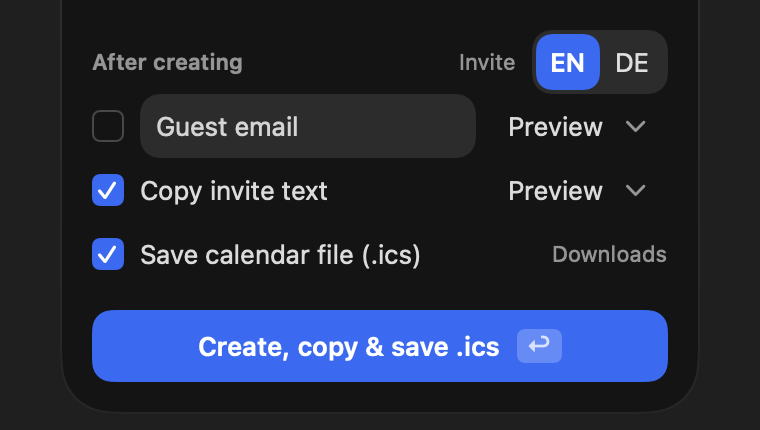 After creating Invite EN DE
Guest email Preview
Copy invite text Preview
Save calendar file (.ics) Downloads
Create, copy & save .ics